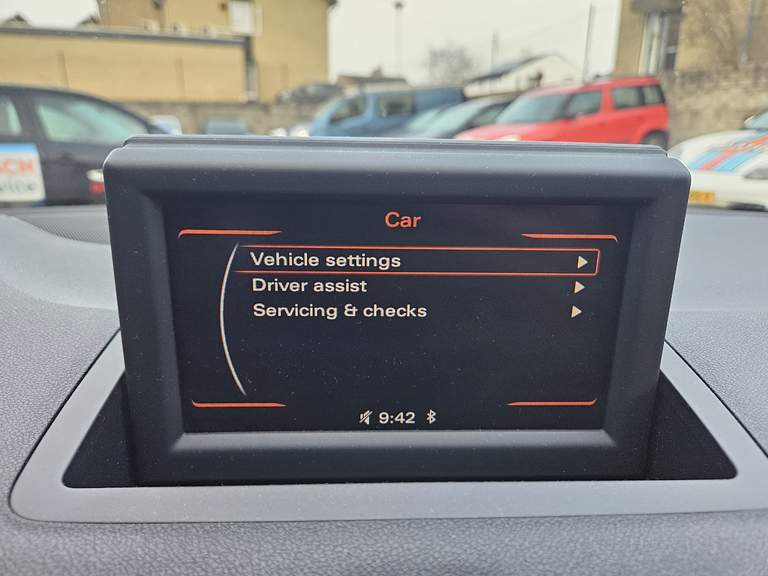 Car
Vehicle settings
Driver assist
Servicing & checks
9:42